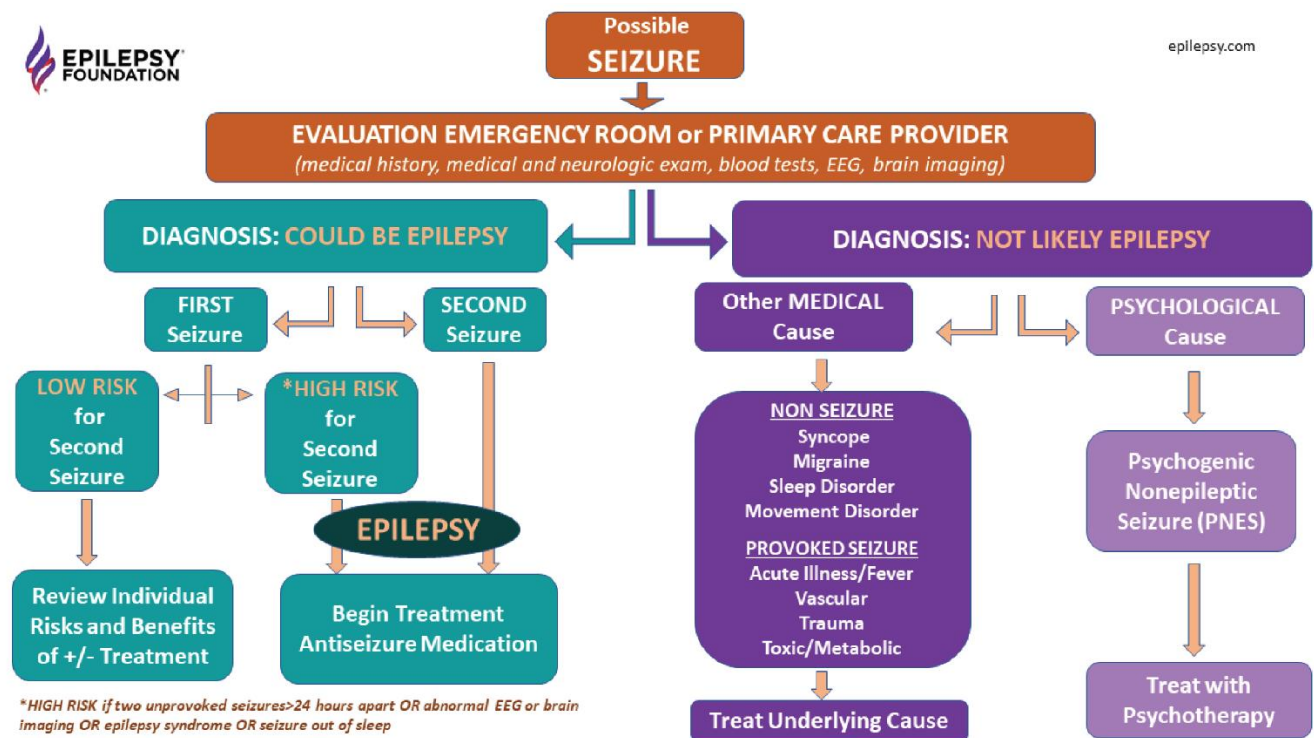 EPILEPSY
FOUNDATION
epilepsy.com
Possible
SEIZURE
EVALUATION EMERGENCY ROOM or PRIMARY CARE PROVIDER
(medical history, medical and neurologic exam, blood tests, EEG, brain imaging)
DIAGNOSIS: COULD BE EPILEPSY
DIAGNOSIS: NOT LIKELY EPILEPSY
FIRST
Seizure
SECOND
Seizure
Other MEDICAL
Cause
PSYCHOLOGICAL
Cause
LOW RISK
for
Second
Seizure
*HIGH RISK
for
Second
Seizure
EPILEPSY
NON SEIZURE
Syncope
Migraine
Sleep Disorder
Movement Disorder
PROVOKED SEIZURE
Acute Illness/Fever
Vascular
Trauma
Toxic/Metabolic
Psychogenic
Nonepileptic
Seizure (PNES)
Review Individual
Risks and Benefits
of +/- Treatment
Begin Treatment
Antiseizure Medication
Treat Underlying Cause
Treat with
Psychotherapy
*HIGH RISK if two unprovoked seizures>24 hours apart OR abnormal EEG or brain
imaging OR epilepsy syndrome OR seizure out of sleep